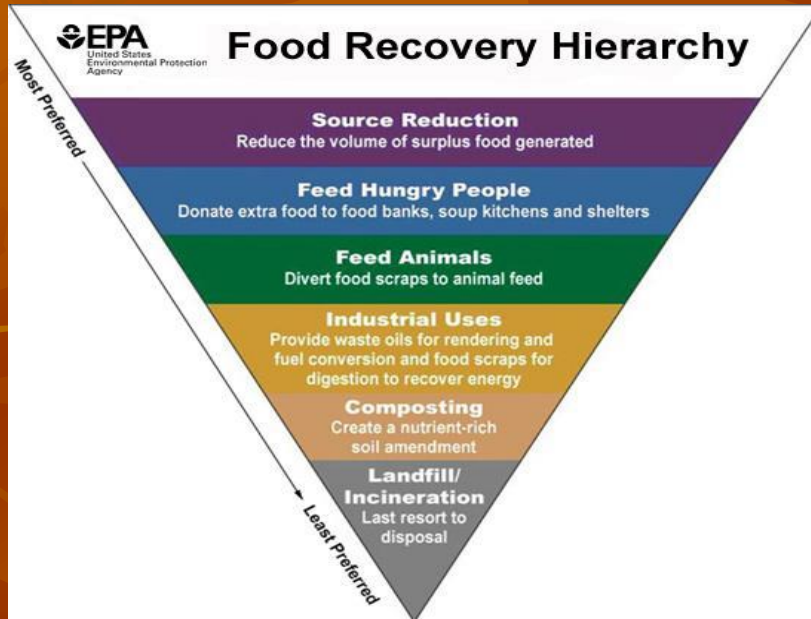 EPA
United States
Environmental Protection
Agency
Food Recovery Hierarchy
Most Preferred
Source Reduction
Reduce the volume of surplus food generated
Feed Hungry People
Donate extra food to food banks, soup kitchens and shelters
Feed Animals
Divert food scraps to animal feed
Industrial Uses
Provide waste oils for rendering and
fuel conversion and food scraps for
digestion to recover energy
Composting
Create a nutrient-rich
soil amendment
Landfill/
Incineration
Last resort to
disposal
Least Preferred